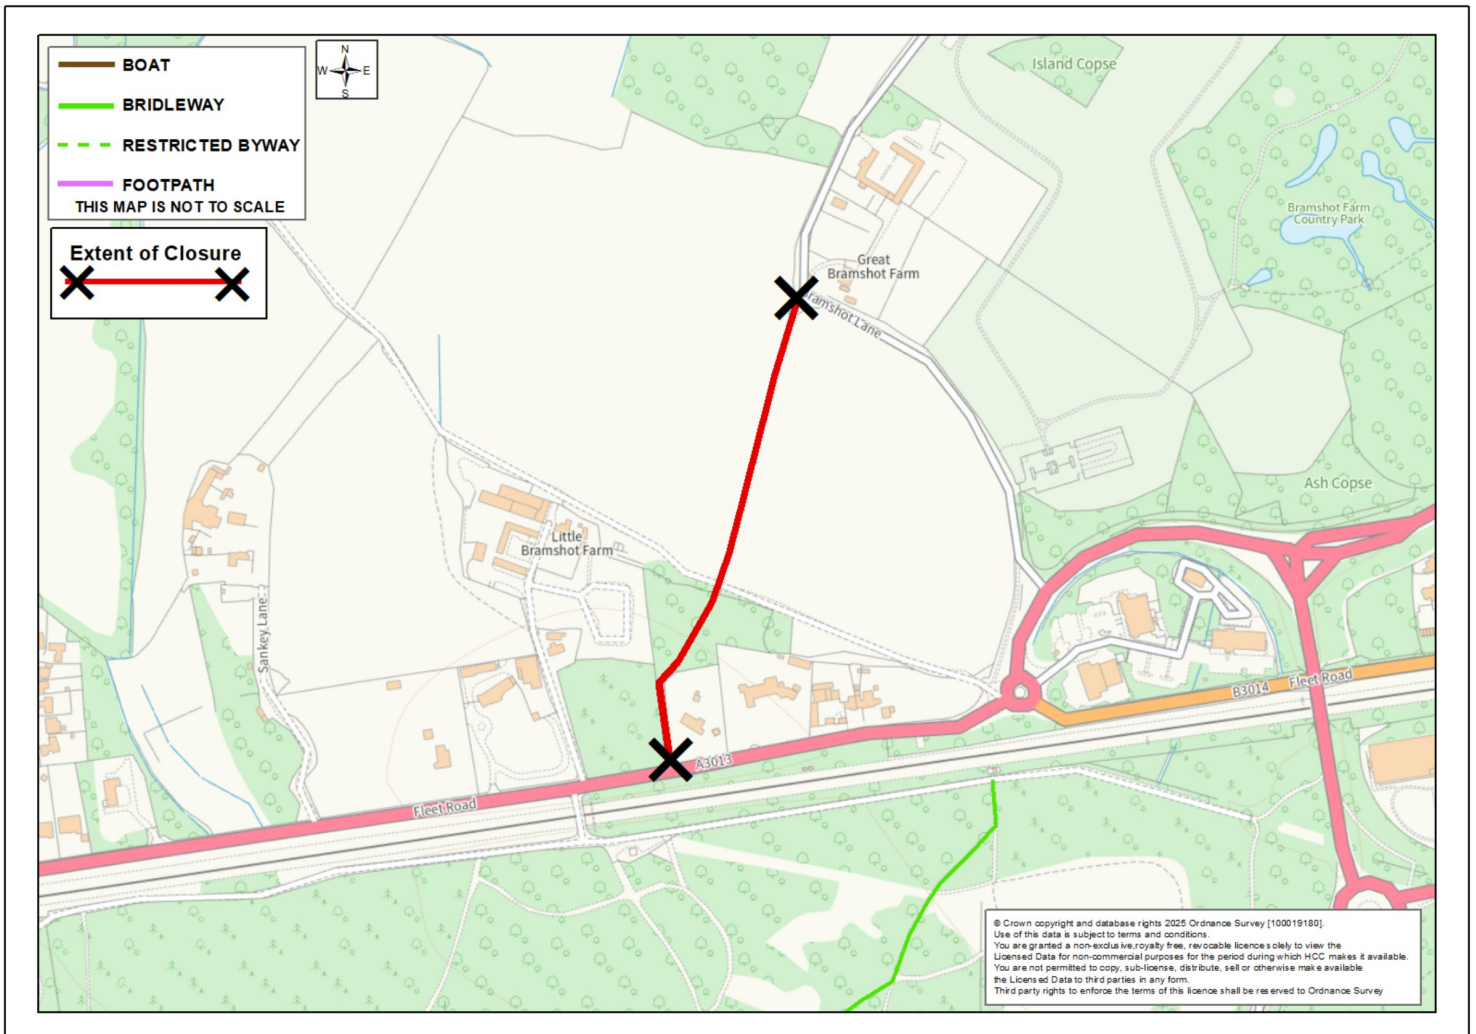 BOAT
BRIDLEWAY
RESTRICTED BYWAY
FOOTPATH
THIS MAP IS NOT TO SCALE
N
W E
S
Extent of Closure
Island Copse
Bramshot Farm
Country Park
Great
Bramshot Farm
Bramshot Lane
Ash Copse
Little
Bramshot Farm
Sankey Lane
B3014 Fleet Road
A3013
Fleet Road
© Crown copyright and database rights 2025 Ordnance Survey [100019180].
Use of this data is subject to terms and conditions.
You are granted a non-exclusive,royalty free, revocable licence solely to view the
Licensed Data for non-commercial purposes for the period during which HCC makes it available.
You are not permitted to copy, sub-license, distribute, sell or otherwise make available
the Licensed Data to third parties in any form.
Third party rights to enforce the terms of this licence shall be reserved to Ordnance Survey